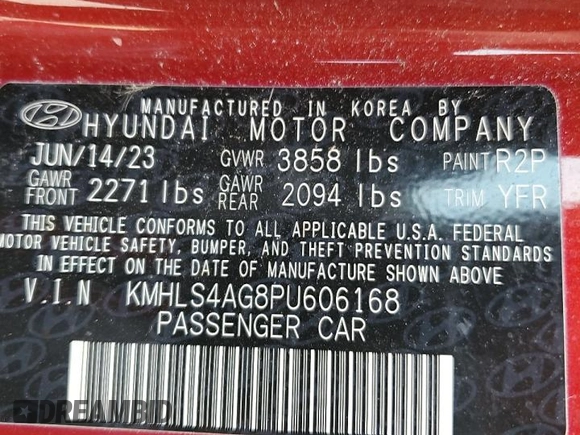 MANUFACTURED IN KOREA BY
HYUNDAI MOTOR COMPANY
JUN/14/23 GVWR 3858 lbs PAINT R2P
GAWR FRONT 2271 lbs GAWR REAR 2094 lbs TRIM YFR
THIS VEHICLE CONFORMS TO ALL APPLICABLE U.S.A. FEDERAL
MOTOR VEHICLE SAFETY, BUMPER, AND THEFT PREVENTION STANDARDS
IN EFFECT ON THE DATE OF MANUFACTURE SHOWN ABOVE
V.I.N KMHLS4AG8PU606168
PASSENGER CAR
DREAMBID